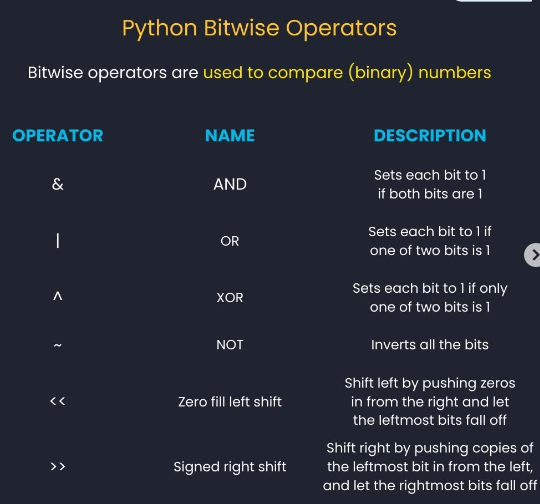 Python Bitwise Operators
Bitwise operators are used to compare (binary) numbers
OPERATOR NAME DESCRIPTION
& AND Sets each bit to 1
if both bits are 1
| OR Sets each bit to 1 if
one of two bits is 1
^ XOR Sets each bit to 1 if only
one of two bits is 1
~ NOT Inverts all the bits
<< Zero fill left shift Shift left by pushing zeros
in from the right and let
the leftmost bits fall off
>> Signed right shift Shift right by pushing copies of
the leftmost bit in from the left,
and let the rightmost bits fall off